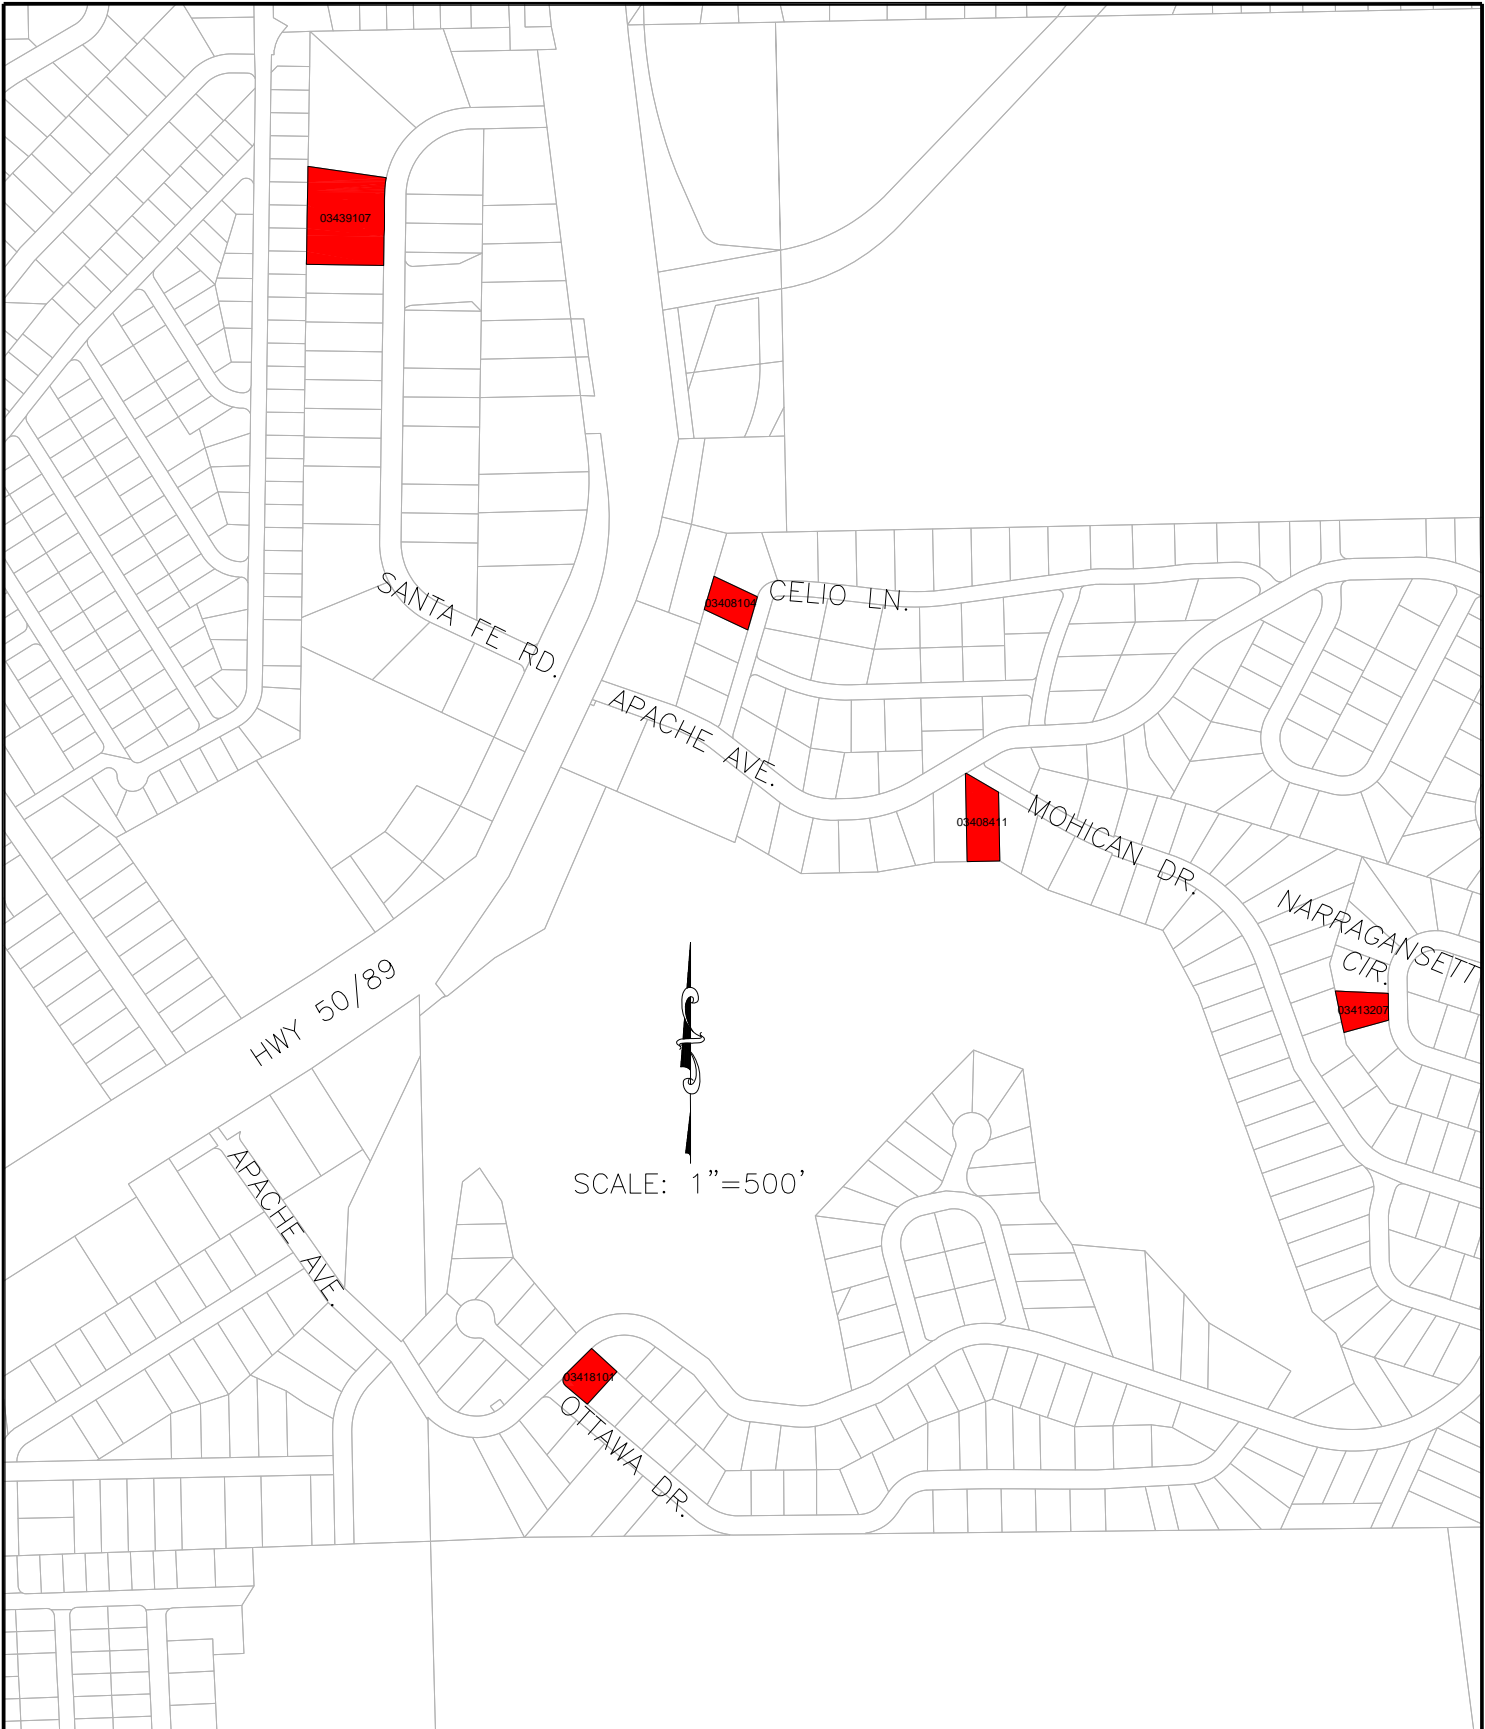 03439107
SANTA FE RD.
03408104
CELIO LN.
APACHE AVE.
03408411
MOHICAN DR.
NARRAGANSETT
CIR.
03413207
HWY 50/89
SCALE: 1"=500'
APACHE AVE.
03418101
OTTAWA DR.